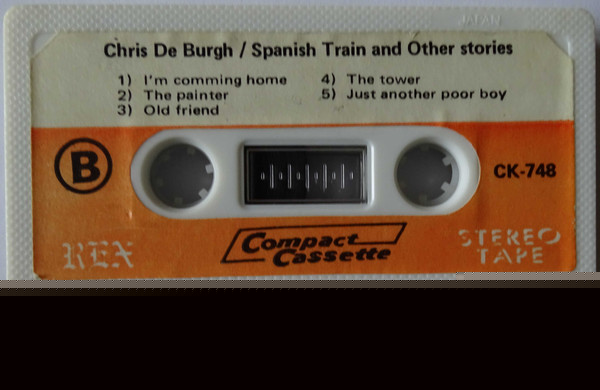 JAPAN
Chris De Burgh / Spanish Train and Other stories
1) I'm comming home
2) The painter
3) Old friend
4) The tower
5) Just another poor boy
B
CK-748
REX
Compact
Cassette
STEREO
TAPE